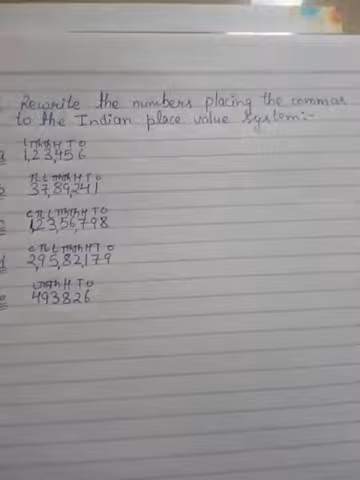 Rewrite the numbers placing the commas
to the Indian place value system:-
a L TTh Th H T O
1,23,456
b TL L TTh Th H T O
37,89,241
c C TL L TTh Th H T O
1,23,56,798
d C TL L TTh Th H T O
2,95,82,179
e L TTh Th H T O
493826